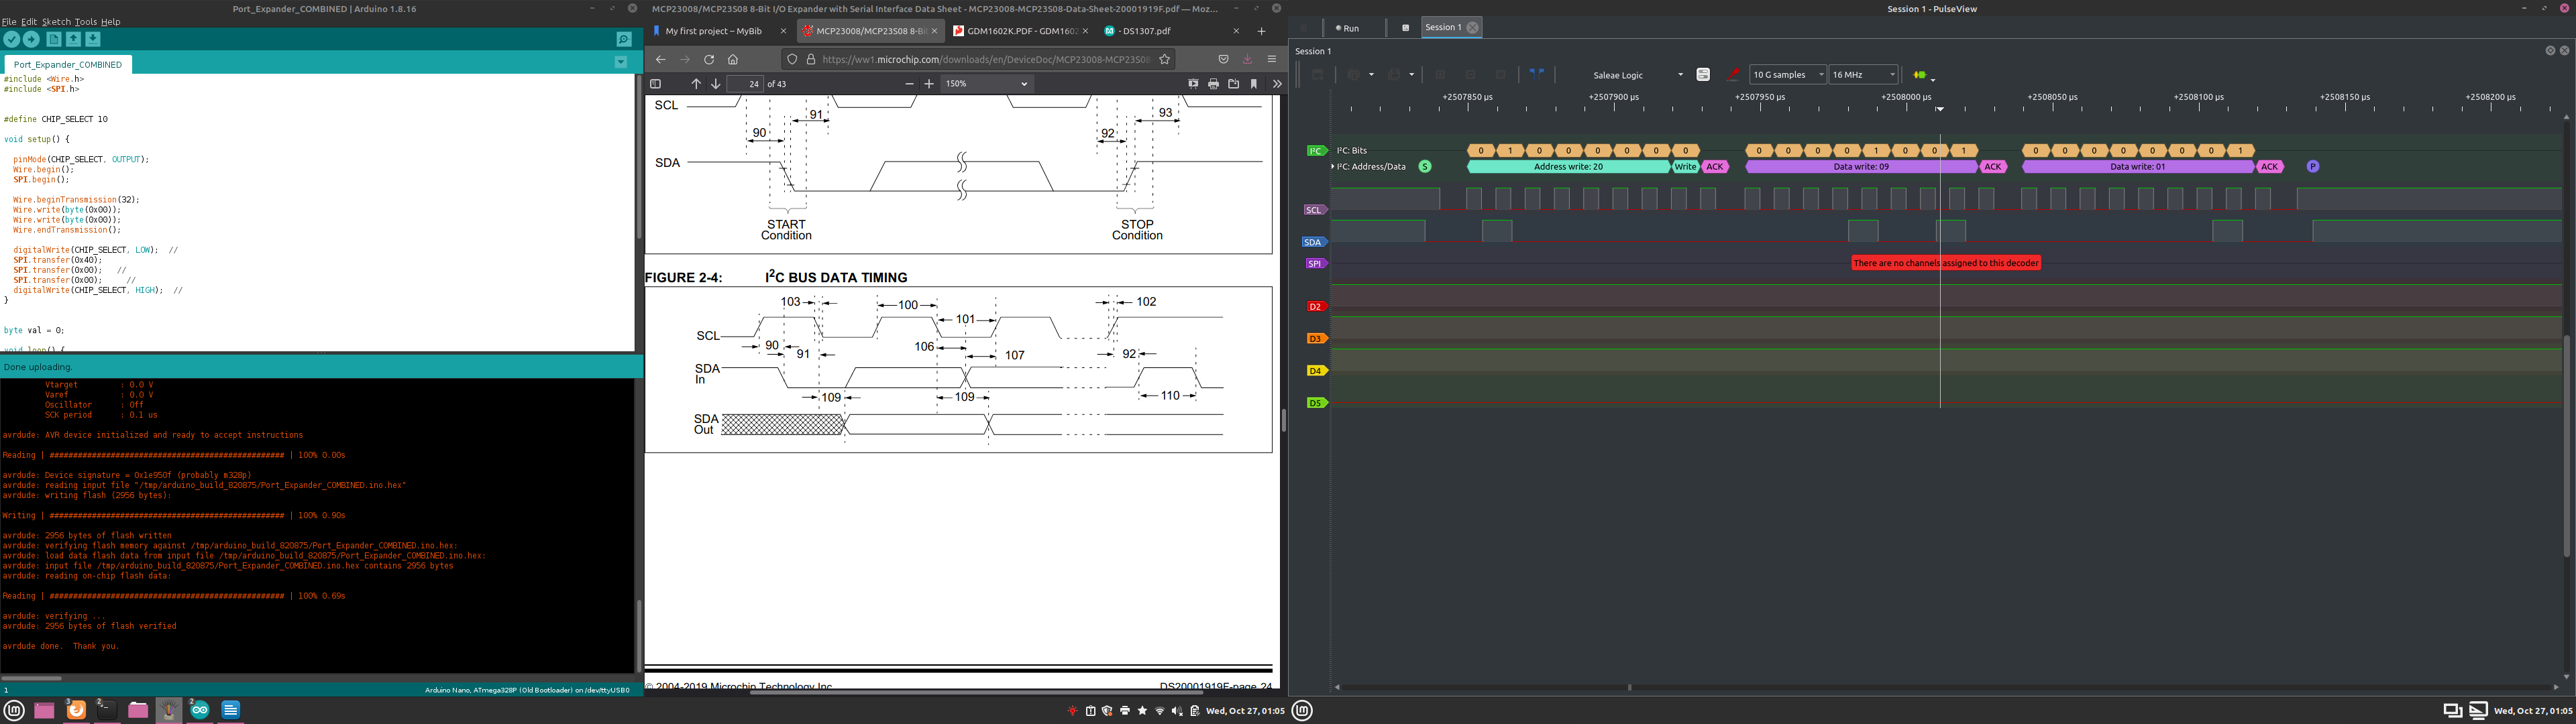 Port_Expander_COMBINED | Arduino 1.8.16
File Edit Sketch Tools Help
Port_Expander_COMBINED
#include <Wire.h>
#include <SPI.h>
#define CHIP_SELECT 10
void setup() {
pinMode(CHIP_SELECT, OUTPUT);
Wire.begin();
SPI.begin();
Wire.beginTransmission(32);
Wire.write(byte(0x00));
Wire.write(byte(0x00));
Wire.endTransmission();
digitalWrite(CHIP_SELECT, LOW); //
SPI.transfer(0x40);
SPI.transfer(0x00); //
SPI.transfer(0x00); //
digitalWrite(CHIP_SELECT, HIGH); //
}
byte val = 0;
void loop() {
Done uploading.
Vtarget : 0.0 V
Varef : 0.0 V
Oscillator : Off
SCK period : 0.1 us
avrdude: AVR device initialized and ready to accept instructions
Reading | ################################################## | 100% 0.00s
avrdude: Device signature = 0x1e950f (probably m328p)
avrdude: reading input file "/tmp/arduino_build_820875/Port_Expander_COMBINED.ino.hex"
avrdude: writing flash (2956 bytes):
Writing | ################################################## | 100% 0.90s
avrdude: 2956 bytes of flash written
avrdude: verifying flash memory against /tmp/arduino_build_820875/Port_Expander_COMBINED.ino.hex:
avrdude: load data flash data from input file /tmp/arduino_build_820875/Port_Expander_COMBINED.ino.hex:
avrdude: input file /tmp/arduino_build_820875/Port_Expander_COMBINED.ino.hex contains 2956 bytes
avrdude: reading on-chip flash data:
Reading | ################################################## | 100% 0.69s
avrdude: verifying ...
avrdude: 2956 bytes of flash verified
avrdude done. Thank you.
1
Arduino Nano, ATmega328P (Old Bootloader) on /dev/ttyUSB0
MCP23008/MCP23S08 8-Bit I/O Expander with Serial Interface Data Sheet - MCP23008-MCP23S08-Data-Sheet-20001919F.pdf — Moz...
My first project – MyBib
MCP23008/MCP23S08 8-Bi
GDM1602K.PDF - GDM1602
- DS1307.pdf
https://ww1.microchip.com/downloads/en/DeviceDoc/MCP23008-MCP23S08
24 of 43
150%
SCL
91
93
90
92
SDA
START
Condition
STOP
Condition
FIGURE 2-4: I2C BUS DATA TIMING
103
100
102
101
SCL
90
91
106
107
92
SDA
In
109
109
110
SDA
Out
© 2004-2019 Microchip Technology Inc.
DS20001919F-page 24
Session 1 - PulseView
Run
Session 1
Session 1
Saleae Logic
10 G samples
16 MHz
+2507850 µs +2507900 µs +2507950 µs +2508000 µs +2508050 µs +2508100 µs +2508150 µs +2508200 µs
I²C
I²C: Bits
0 1 0 0 0 0 0 0 0 0 0 0 1 0 0 1 0 0 0 0 0 0 0 1
I²C: Address/Data
S Address write: 20 Write ACK Data write: 09 ACK Data write: 01 ACK P
SCL
SDA
SPI
There are no channels assigned to this decoder
D2
D3
D4
D5
3
2
2
Wed, Oct 27, 01:05
Wed, Oct 27, 01:05